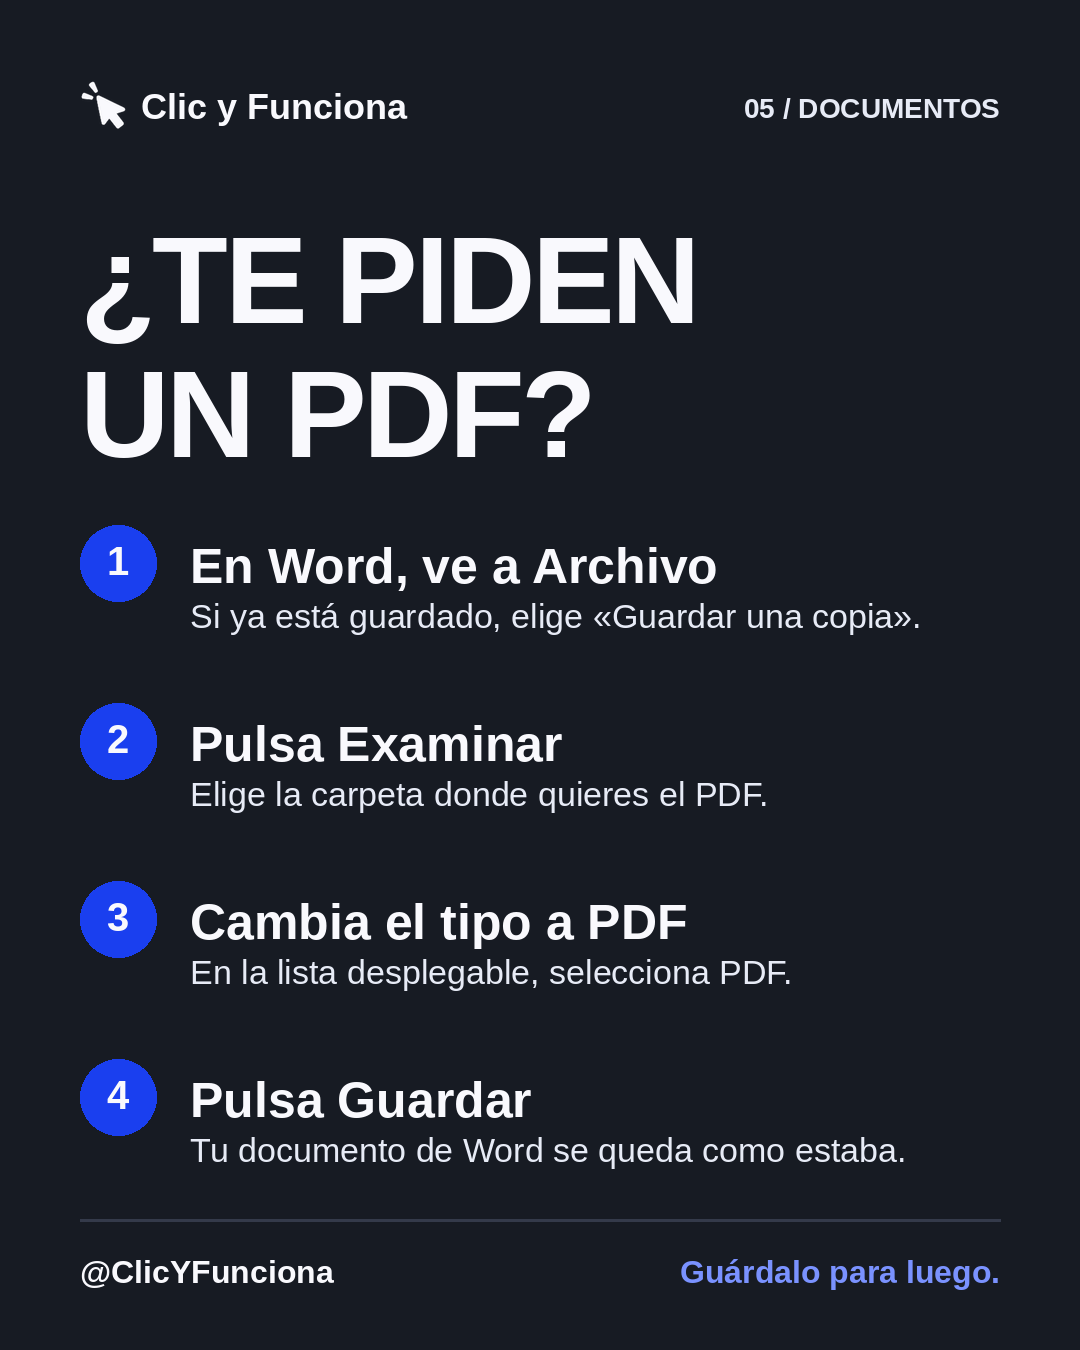 Clic y Funciona
05 / DOCUMENTOS
¿TE PIDEN
UN PDF?
1
En Word, ve a Archivo
Si ya está guardado, elige «Guardar una copia».
2
Pulsa Examinar
Elige la carpeta donde quieres el PDF.
3
Cambia el tipo a PDF
En la lista desplegable, selecciona PDF.
4
Pulsa Guardar
Tu documento de Word se queda como estaba.
@ClicYFunciona
Guárdalo para luego.